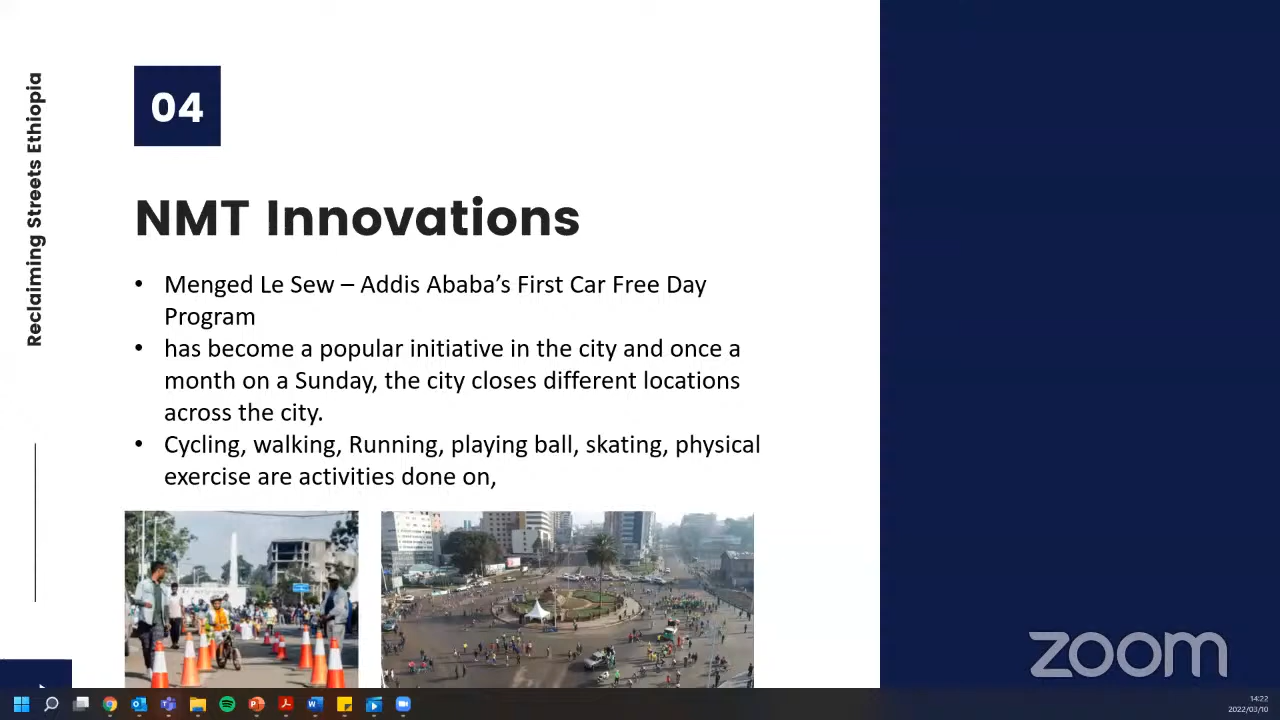 Reclaiming Streets Ethiopia
04
NMT Innovations
• Menged Le Sew – Addis Ababa’s First Car Free Day
Program
• has become a popular initiative in the city and once a
month on a Sunday, the city closes different locations
across the city.
• Cycling, walking, Running, playing ball, skating, physical
exercise are activities done on,
zoom
14:22
2022/03/10